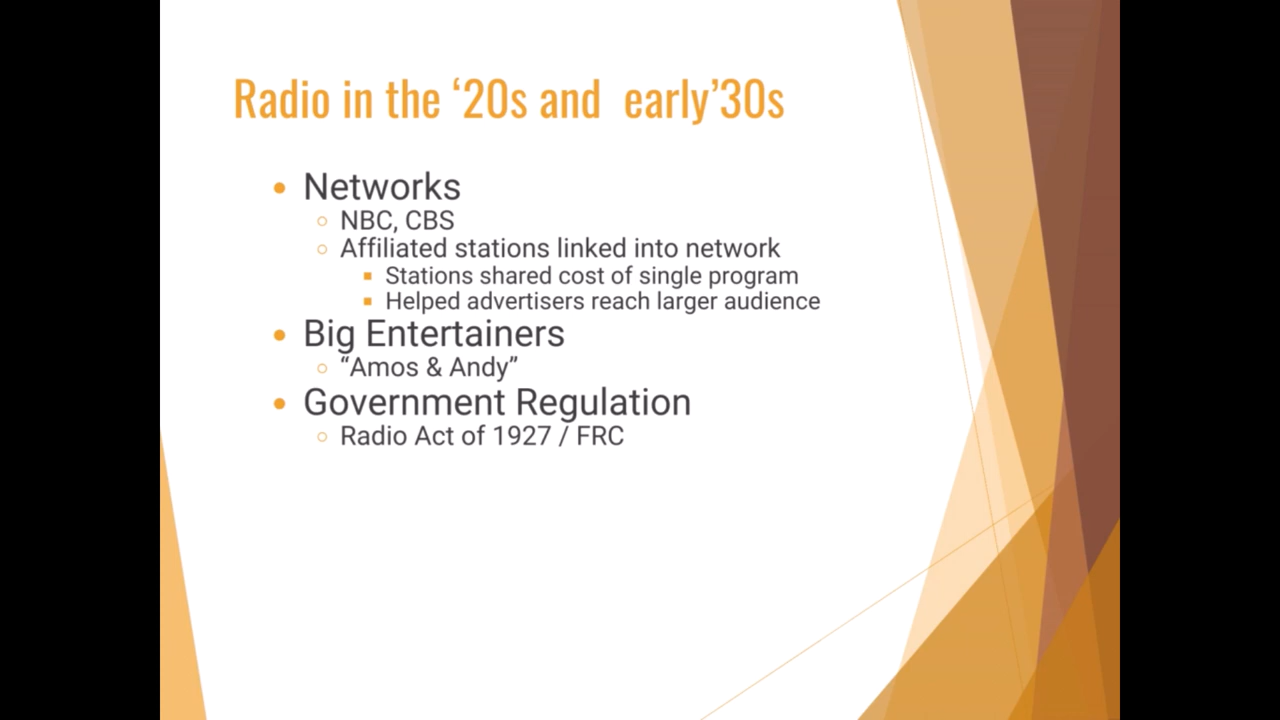 Radio in the ‘20s and  early’30s
Networks
NBC, CBS
Affiliated stations linked into network
Stations shared cost of single program
Helped advertisers reach larger audience
Big Entertainers
“Amos & Andy”
Government Regulation
Radio Act of 1927 / FRC